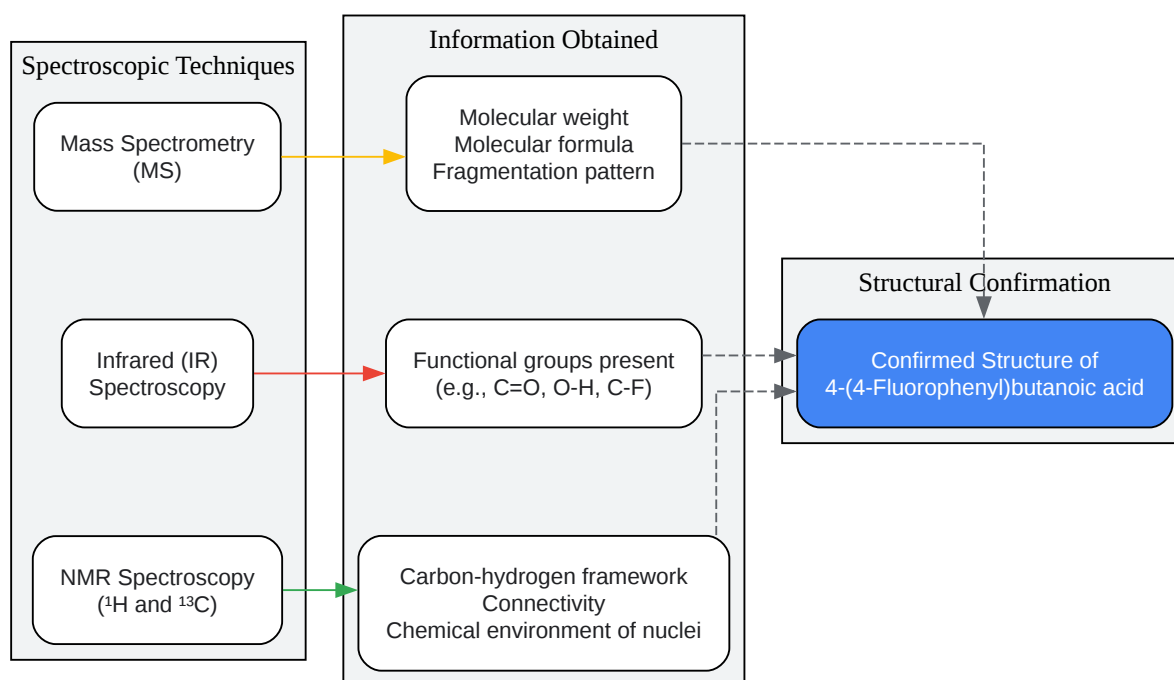 Spectroscopic Techniques
Mass Spectrometry
(MS)
Infrared (IR)
Spectroscopy
NMR Spectroscopy
(¹H and ¹³C)
Information Obtained
Molecular weight
Molecular formula
Fragmentation pattern
Functional groups present
(e.g., C=O, O-H, C-F)
Carbon-hydrogen framework
Connectivity
Chemical environment of nuclei
Structural Confirmation
Confirmed Structure of
4-(4-Fluorophenyl)butanoic acid